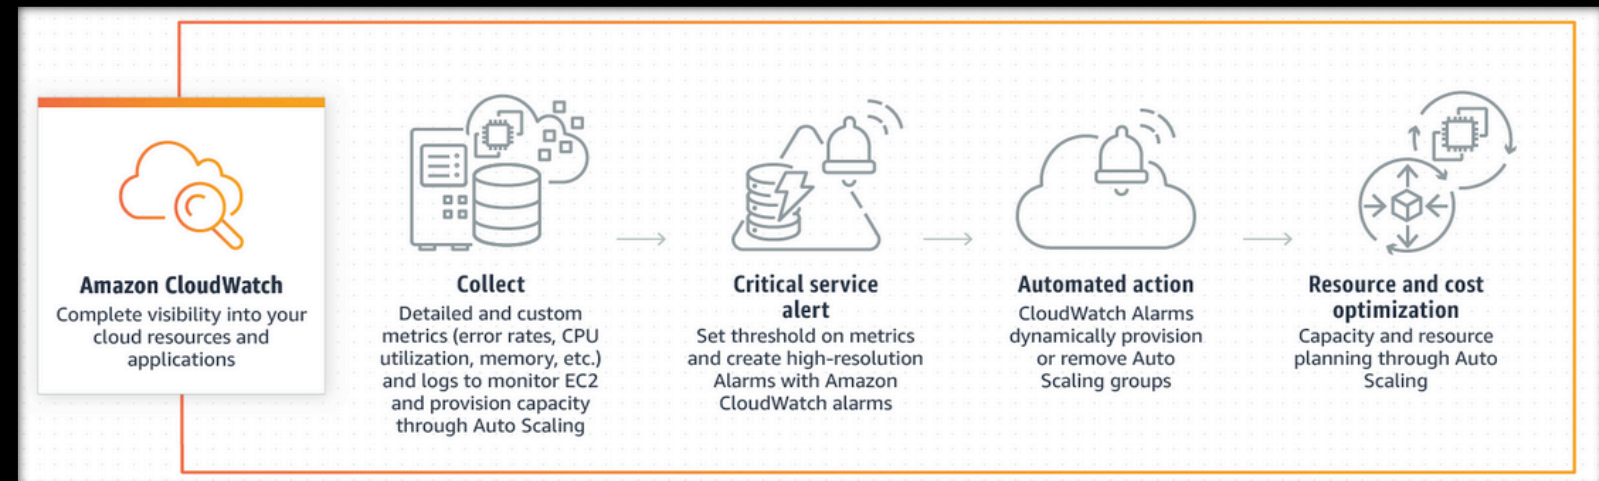 Amazon CloudWatch
Complete visibility into your
cloud resources and
applications
Collect
Detailed and custom
metrics (error rates, CPU
utilization, memory, etc.)
and logs to monitor EC2
and provision capacity
through Auto Scaling
Critical service
alert
Set threshold on metrics
and create high-resolution
Alarms with Amazon
CloudWatch alarms
Automated action
CloudWatch Alarms
dynamically provision
or remove Auto
Scaling groups
Resource and cost
optimization
Capacity and resource
planning through Auto
Scaling